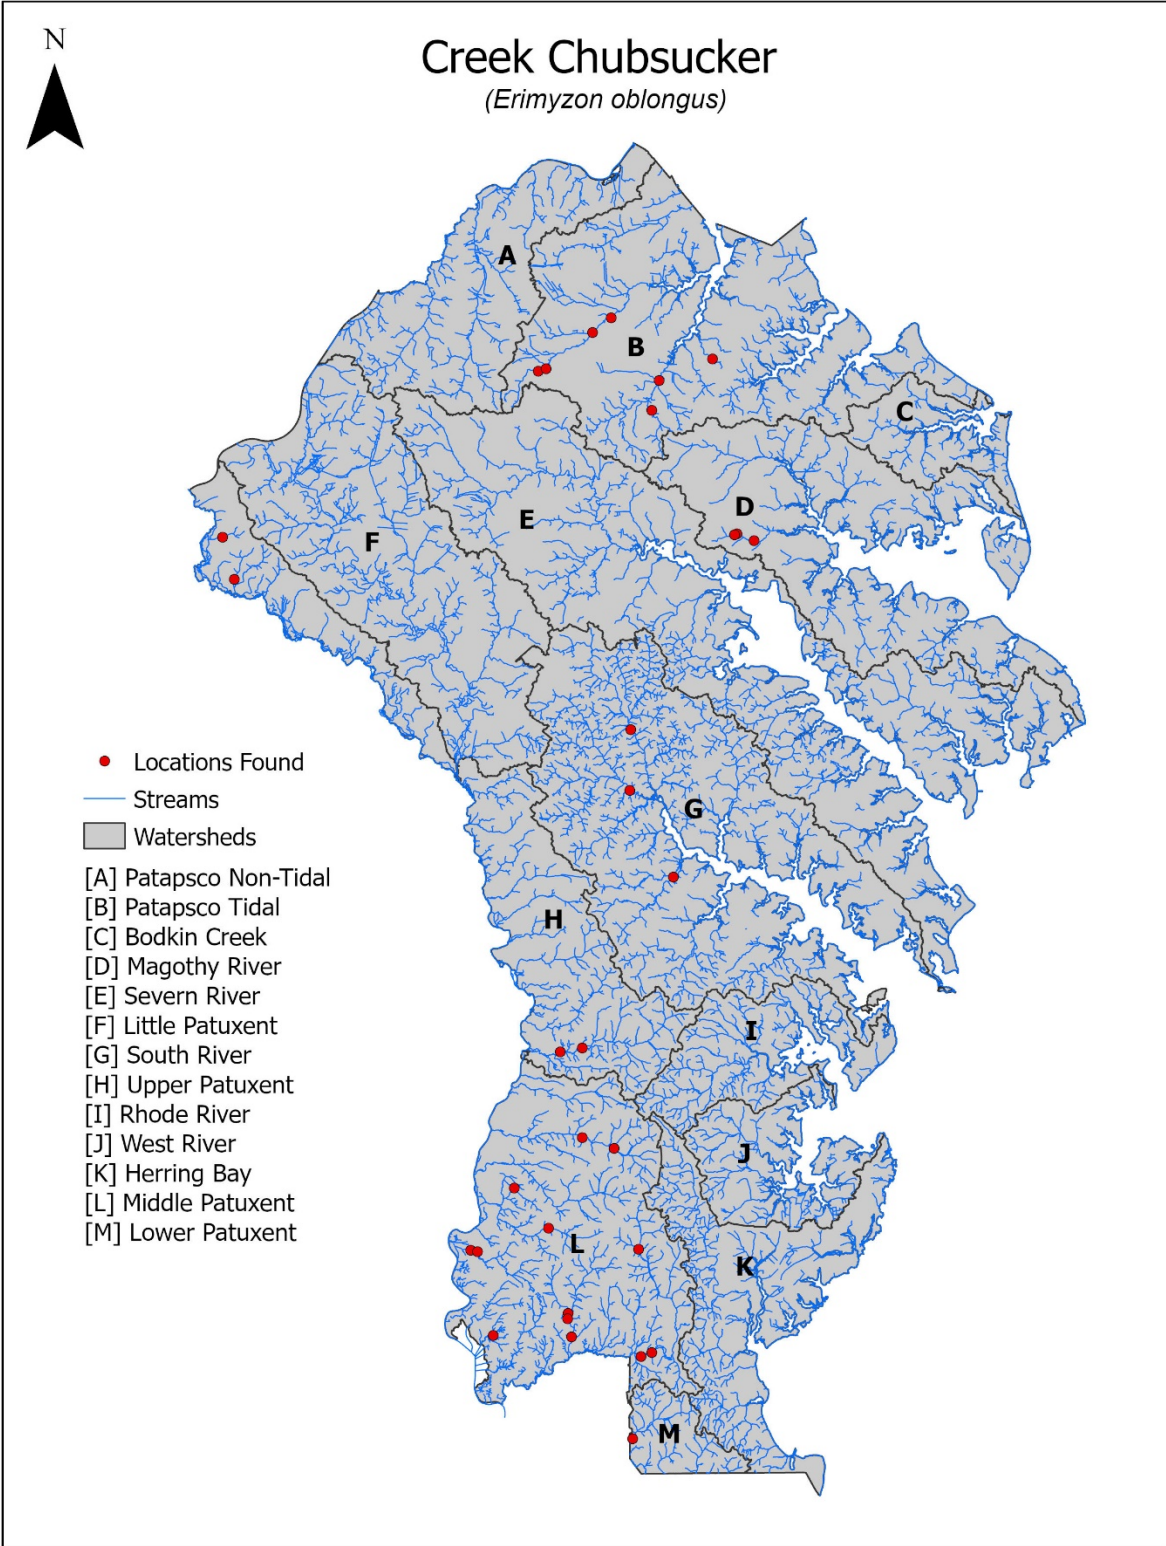 N
Creek Chubsucker
(Erimyzon oblongus)
A
B
C
D
E
F
G
H
I
J
K
L
M
Locations Found
Streams
Watersheds
[A] Patapsco Non-Tidal
[B] Patapsco Tidal
[C] Bodkin Creek
[D] Magothy River
[E] Severn River
[F] Little Patuxent
[G] South River
[H] Upper Patuxent
[I] Rhode River
[J] West River
[K] Herring Bay
[L] Middle Patuxent
[M] Lower Patuxent